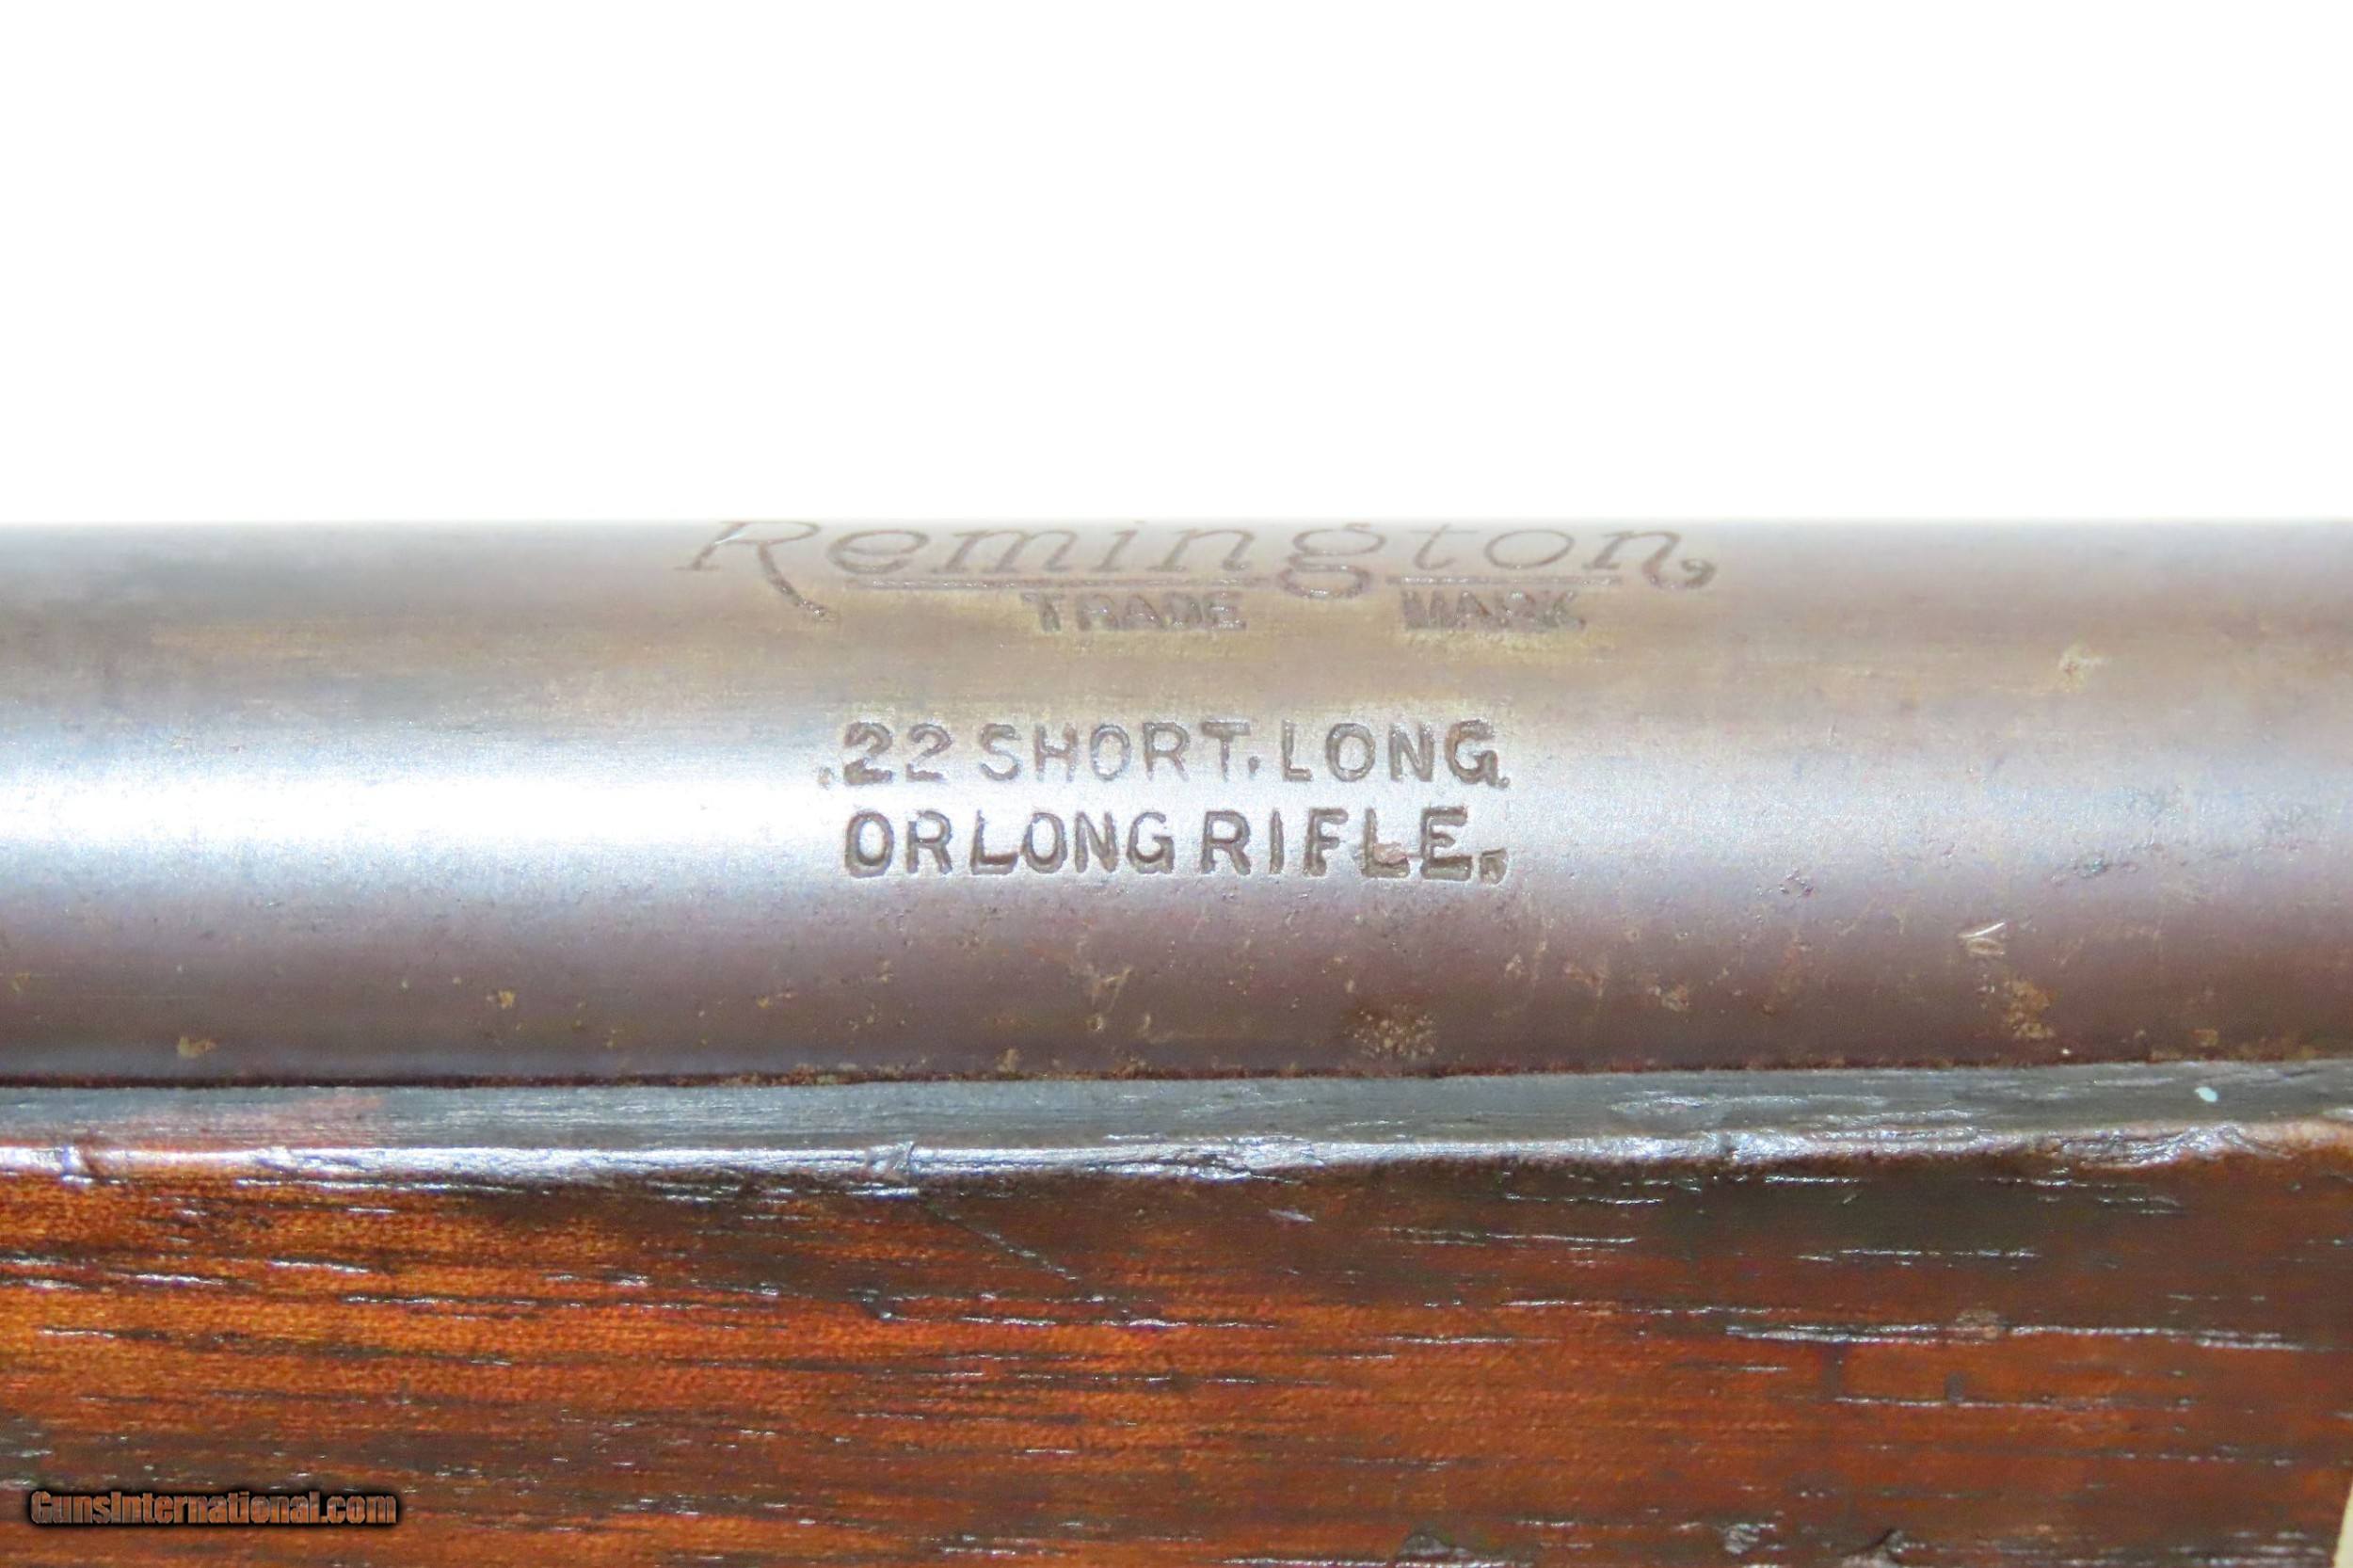 Remington,
TRADE MARK.
.22 SHORT, LONG.
OR LONG RIFLE.
GunsInternational.com